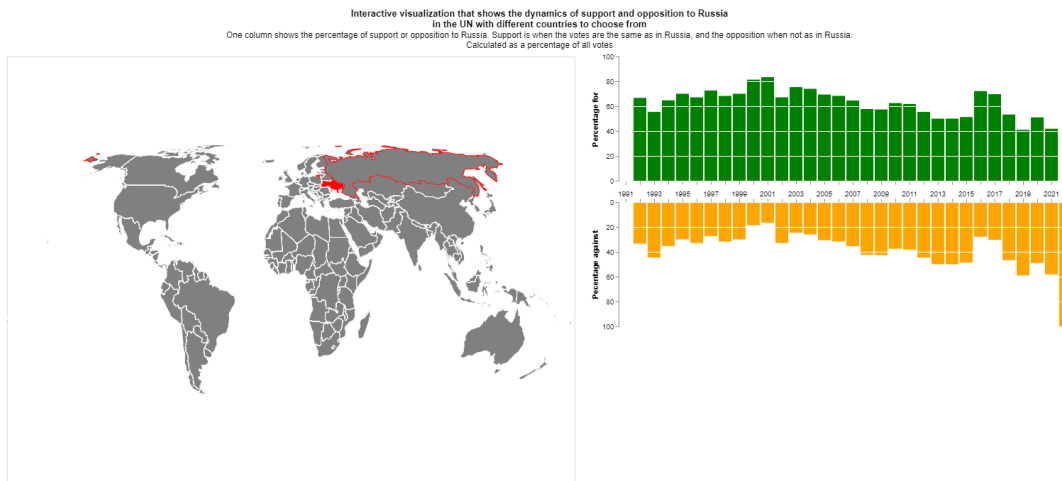 Interactive visualization that shows the dynamics of support and opposition to Russia
in the UN with different countries to choose from
One column shows the percentage of support or opposition to Russia. Support is when the votes are the same as in Russia, and the opposition when not as in Russia.
Calculated as a percentage of all votes
100
80
60
40
20
0
Percentage for
1991 1993 1995 1997 1999 2001 2003 2005 2007 2009 2011 2013 2015 2017 2019 2021
0
20
40
60
80
100
Percentage against